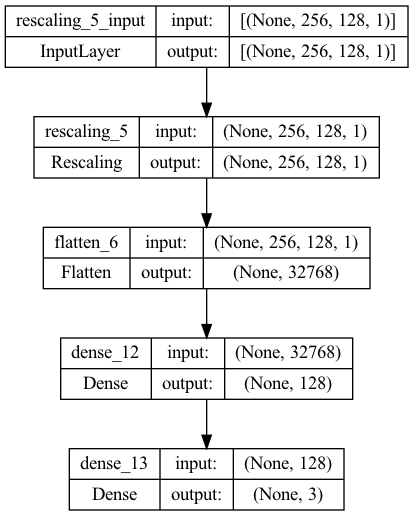 rescaling_5_input input: [(None, 256, 128, 1)]
InputLayer output: [(None, 256, 128, 1)]
rescaling_5 input: (None, 256, 128, 1)
Rescaling output: (None, 256, 128, 1)
flatten_6 input: (None, 256, 128, 1)
Flatten output: (None, 32768)
dense_12 input: (None, 32768)
Dense output: (None, 128)
dense_13 input: (None, 128)
Dense output: (None, 3)